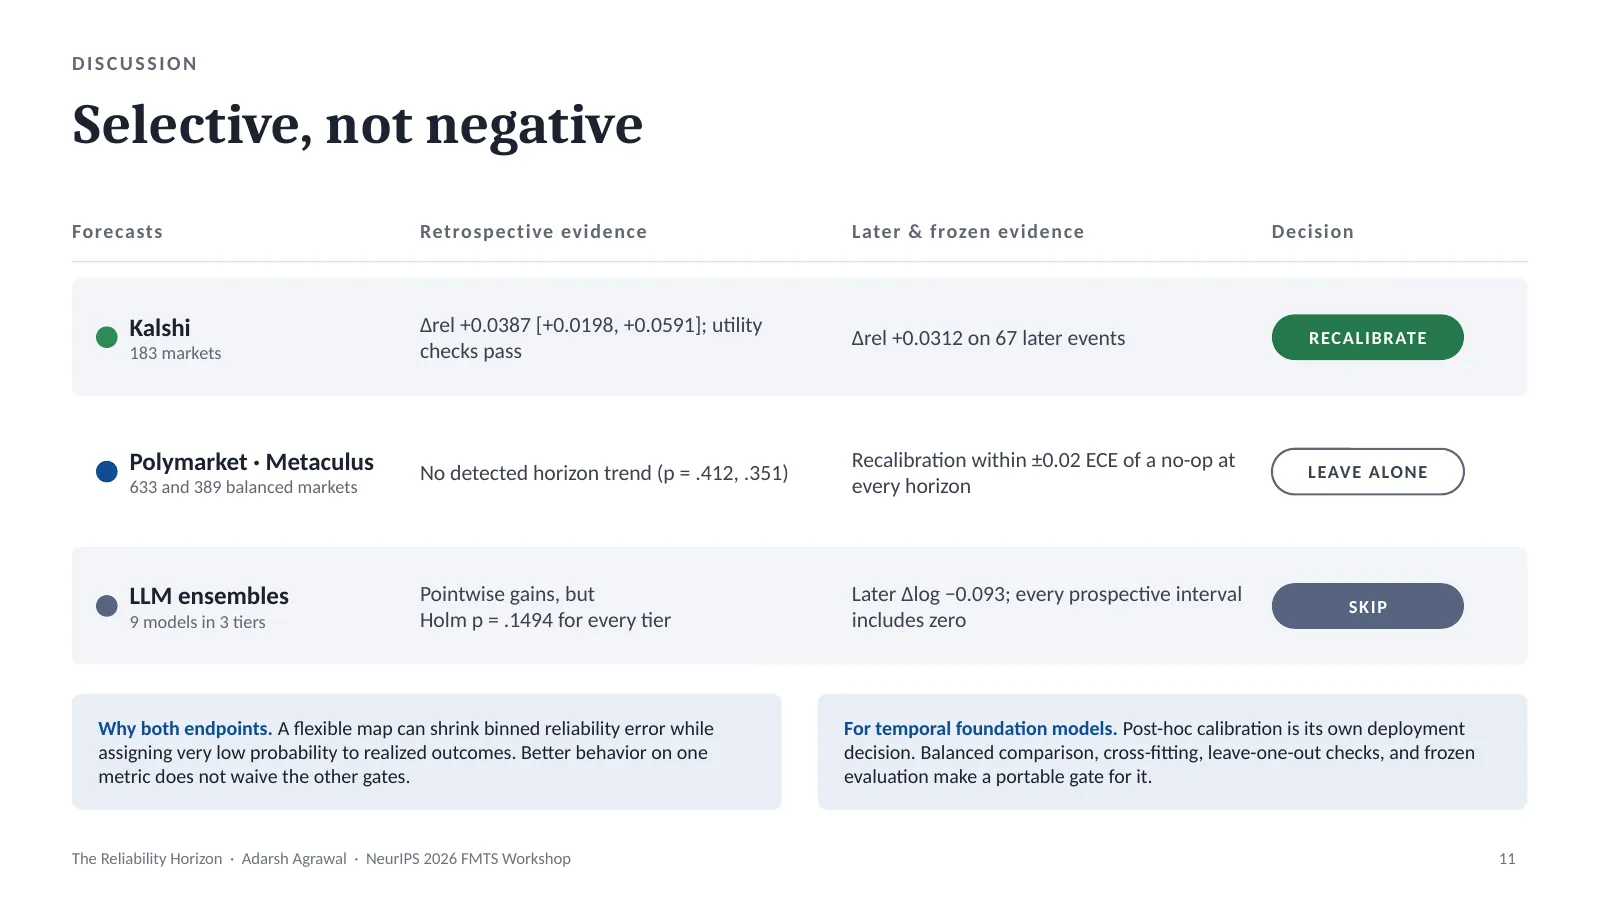 DISCUSSION
Selective, not negative
Forecasts
Retrospective evidence
Later & frozen evidence
Decision
Kalshi
183 markets
Δrel +0.0387 [+0.0198, +0.0591]; utility
checks pass
Δrel +0.0312 on 67 later events
RECALIBRATE
Polymarket · Metaculus
633 and 389 balanced markets
No detected horizon trend (p = .412, .351)
Recalibration within ±0.02 ECE of a no-op at
every horizon
LEAVE ALONE
LLM ensembles
9 models in 3 tiers
Pointwise gains, but
Holm p = .1494 for every tier
Later Δlog −0.093; every prospective interval
includes zero
SKIP
Why both endpoints. A flexible map can shrink binned reliability error while
assigning very low probability to realized outcomes. Better behavior on one
metric does not waive the other gates.
For temporal foundation models. Post-hoc calibration is its own deployment
decision. Balanced comparison, cross-fitting, leave-one-out checks, and frozen
evaluation make a portable gate for it.
The Reliability Horizon · Adarsh Agrawal · NeurIPS 2026 FMTS Workshop
11